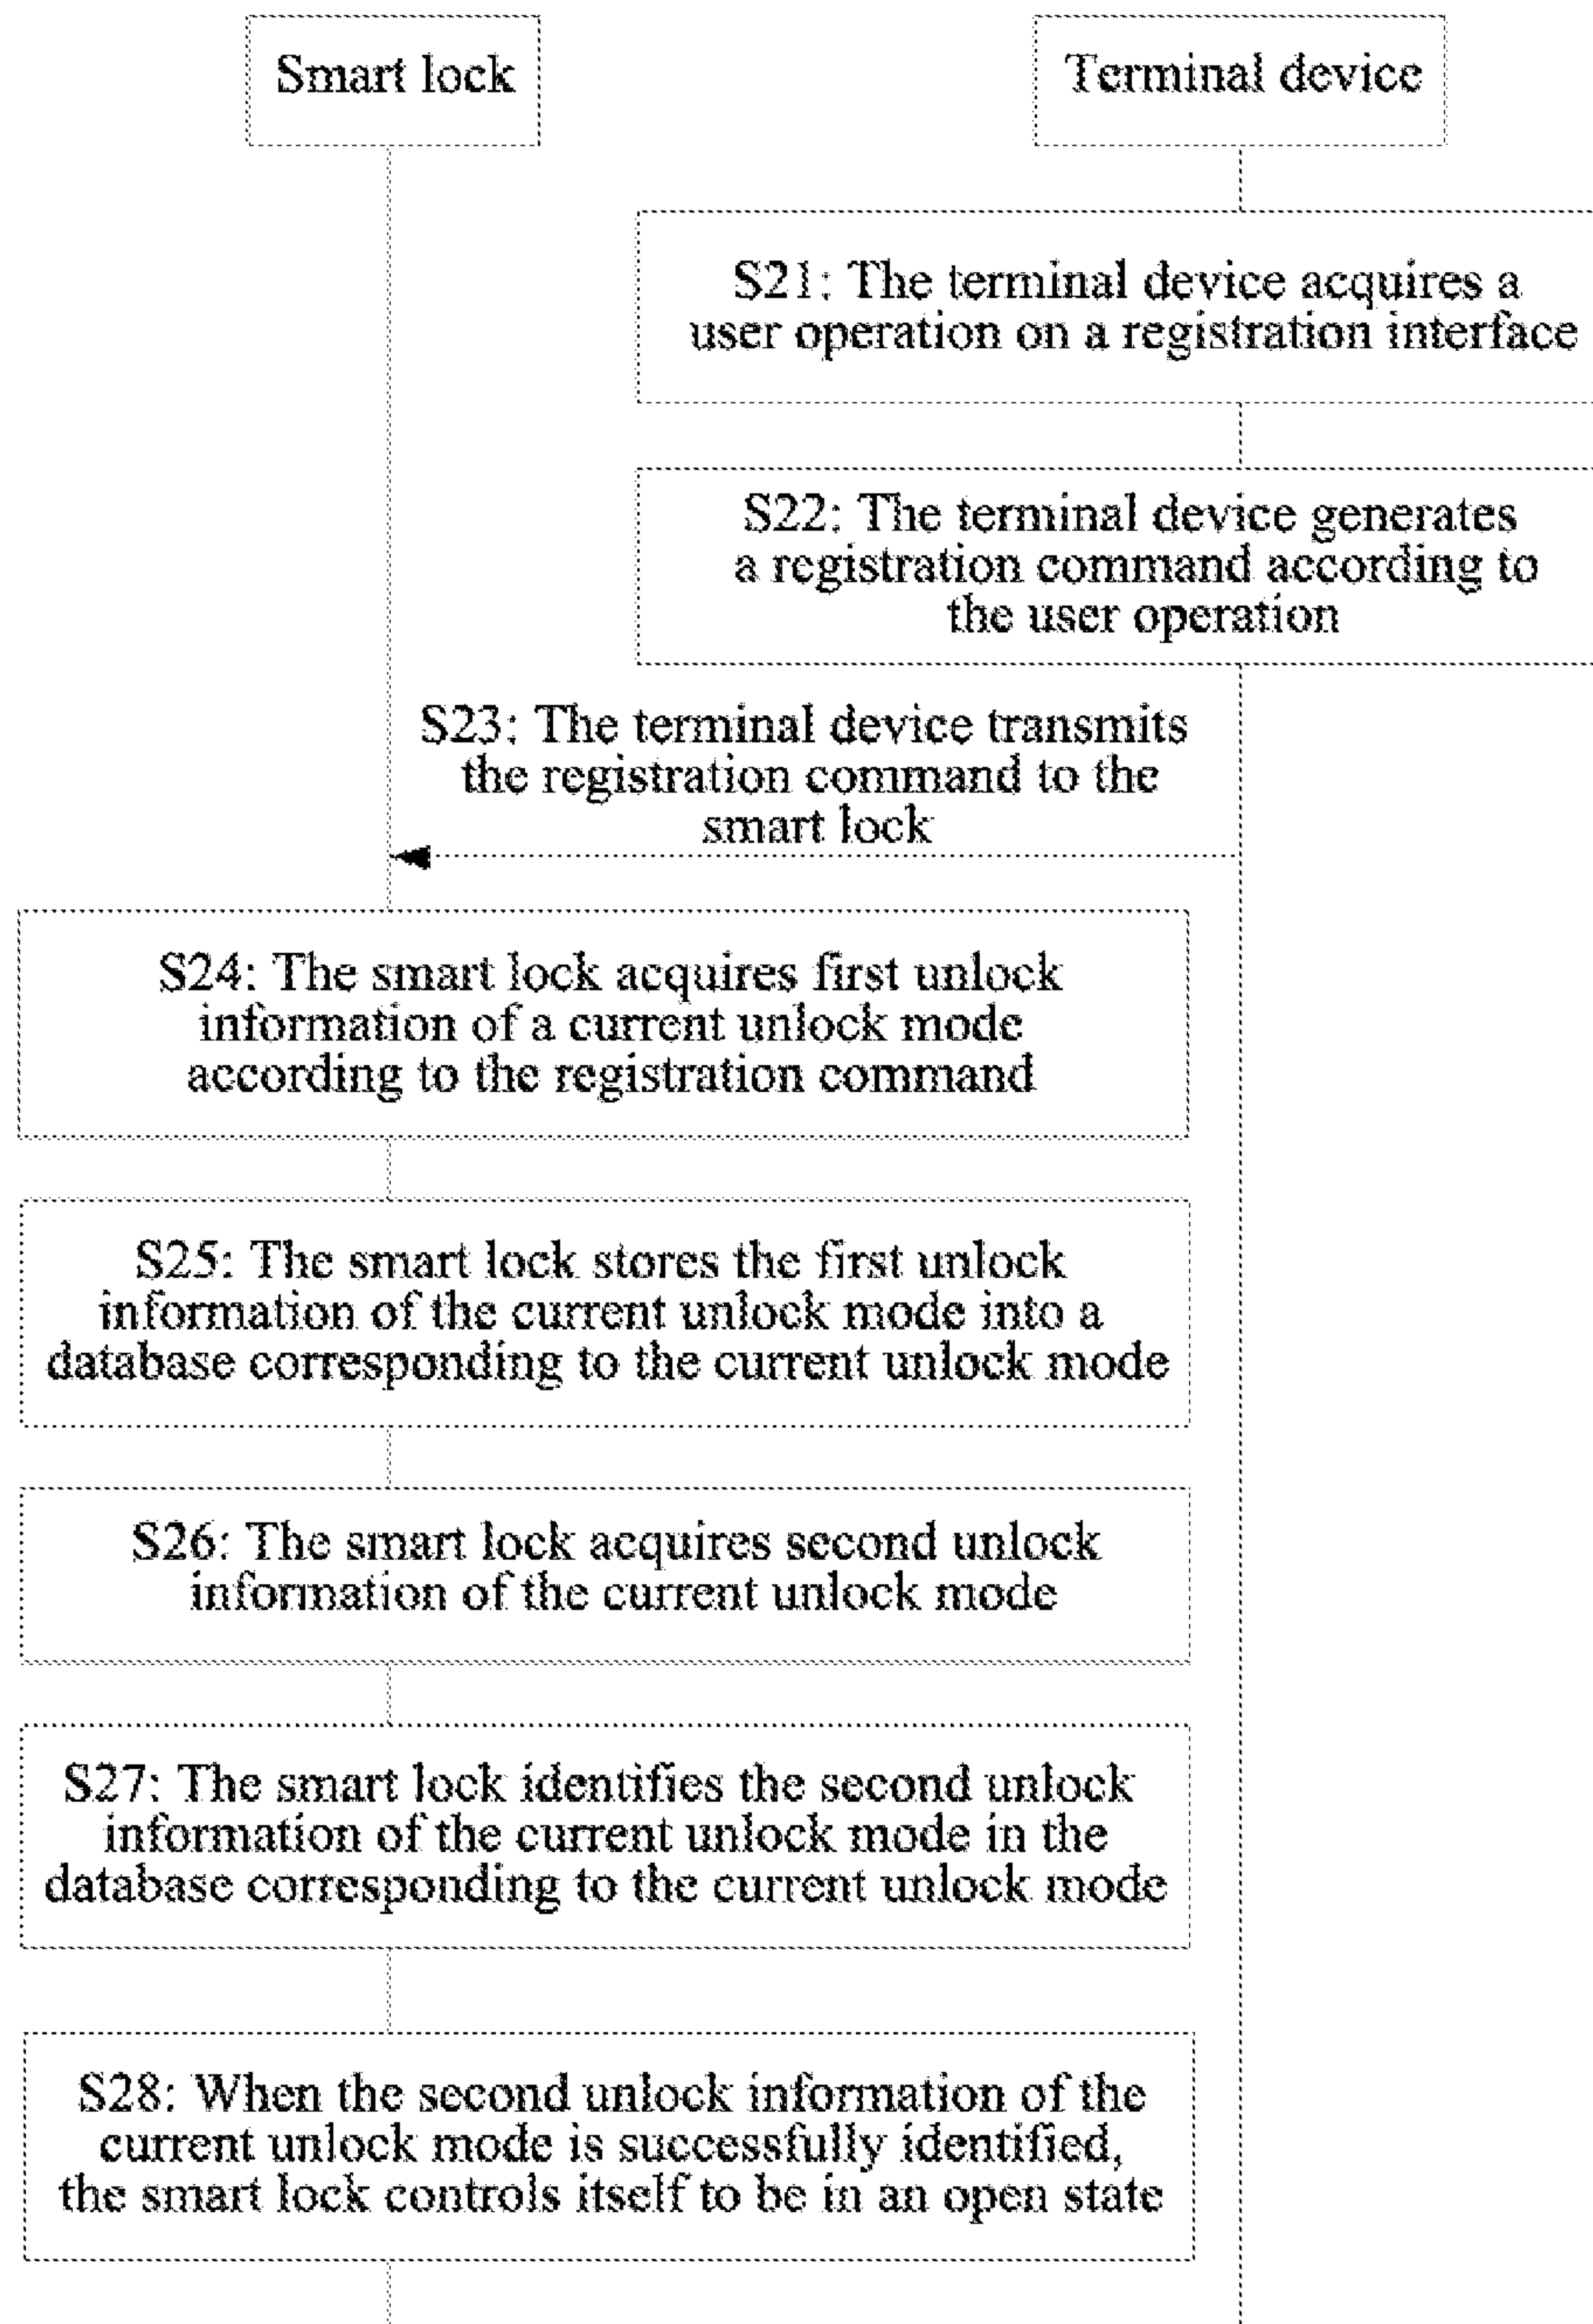 Smart lock
Terminal device
S21: The terminal device acquires a
user operation on a registration interface
S22: The terminal device generates
a registration command according to
the user operation
S23: The terminal device transmits
the registration command to the
smart lock
S24: The smart lock acquires first unlock
information of a current unlock mode
according to the registration command
S25: The smart lock stores the first unlock
information of the current unlock mode into a
database corresponding to the current unlock mode
S26: The smart lock acquires second unlock
information of the current unlock mode
S27: The smart lock identifies the second unlock
information of the current unlock mode in the
database corresponding to the current unlock mode
S28: When the second unlock information of the
current unlock mode is successfully identified,
the smart lock controls itself to be in an open state